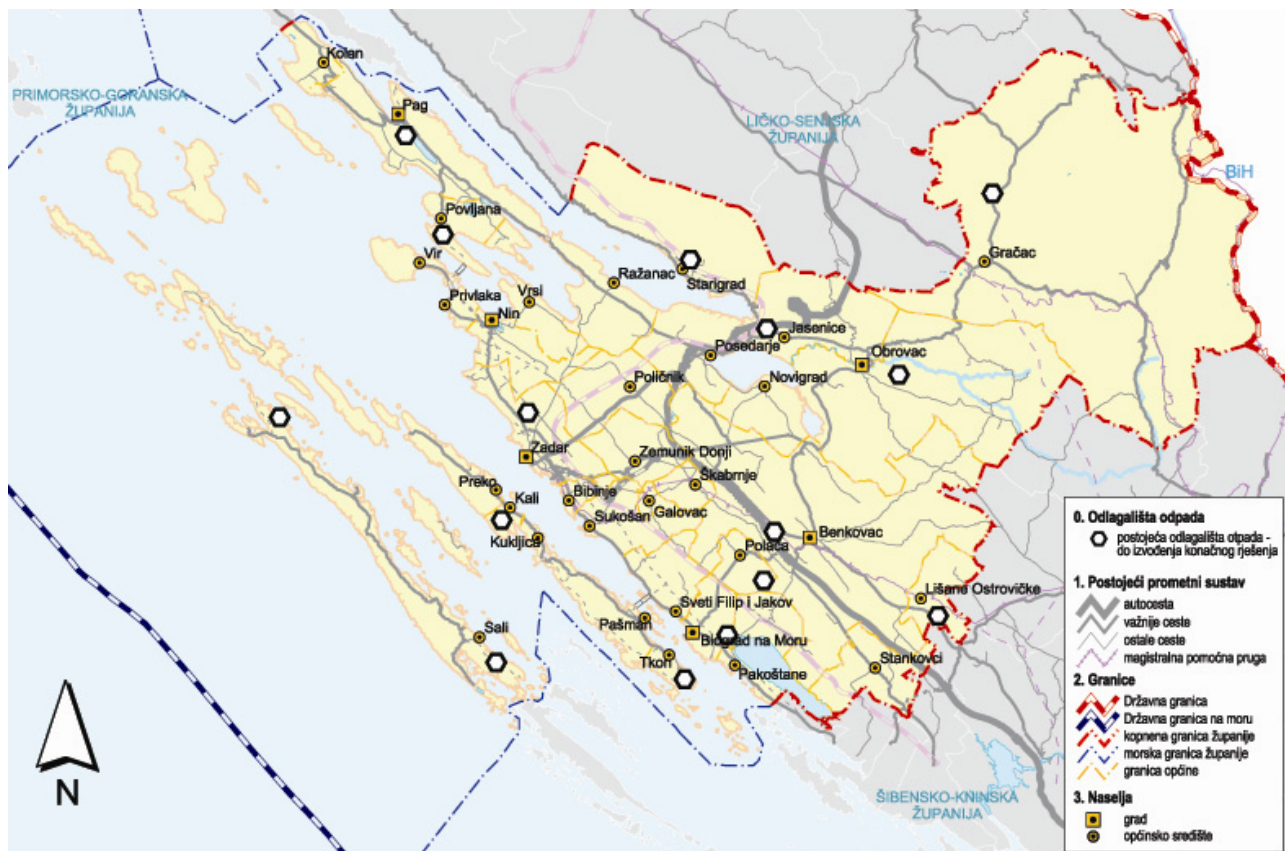 Kolan
PRIMORSKO-GORANSKA
ŽUPANIJA
Pag
LIČKO-SENJSKA
ŽUPANIJA
BiH
Povljana
Vir
Ražanac
Starigrad
Gračac
Privlaka
Vrsi
Nin
Jasenice
Posedarje
Obrovac
Poličnik
Novigrad
Zadar
Zemunik Donji
Škabrnje
Preko
Kali
Bibinje
Galovac
Sukošan
Kukljica
Polača
Benkovac
Lišane Ostrovičke
Sveti Filip i Jakov
Pašman
Biograd na Moru
Sali
Tkon
Pakoštane
Stankovci
ŠIBENSKO-KNINSKA
ŽUPANIJA
N
0. Odlagališta odpada
postojeća odlagališta otpada -
do izvođenja konačnog rješenja
1. Postojeći prometni sustav
autocesta
važnije ceste
ostale ceste
magistralna pomoćna pruga
2. Granice
Državna granica
Državna granica na moru
kopnena granica županije
morska granica županije
granica općine
3. Naselja
grad
općinsko središte